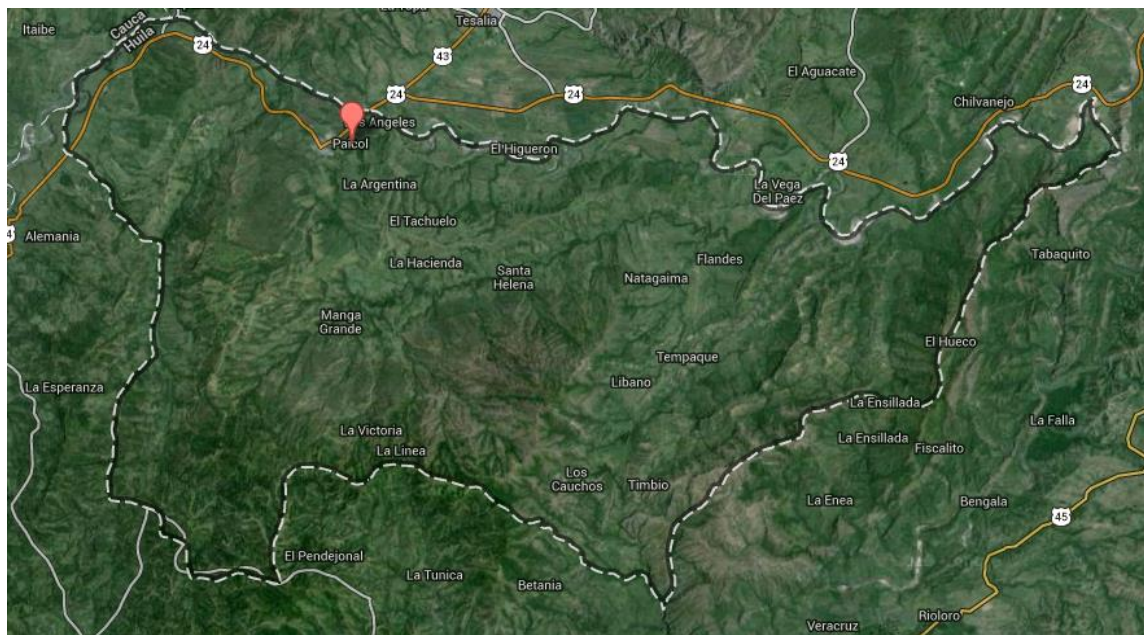 Itaibe
Cauca
Huila
Tesalia
24
43
24
24
El Aguacate
24
Chilvanejo
Angeles
Paicol
El Higueron
24
La Argentina
La Vega
Del Paez
El Tachuelo
Alemania
La Hacienda
Santa
Helena
Natagaima
Flandes
Tabaquito
Manga
Grande
El Hueco
Tempaque
La Esperanza
Libano
La Ensillada
La Victoria
La Linea
La Ensillada
Fiscalito
La Falla
Los
Cauchos
Timbio
La Enea
Bengala
45
El Pendejonal
La Tunica
Betania
Veracruz
Rioloro